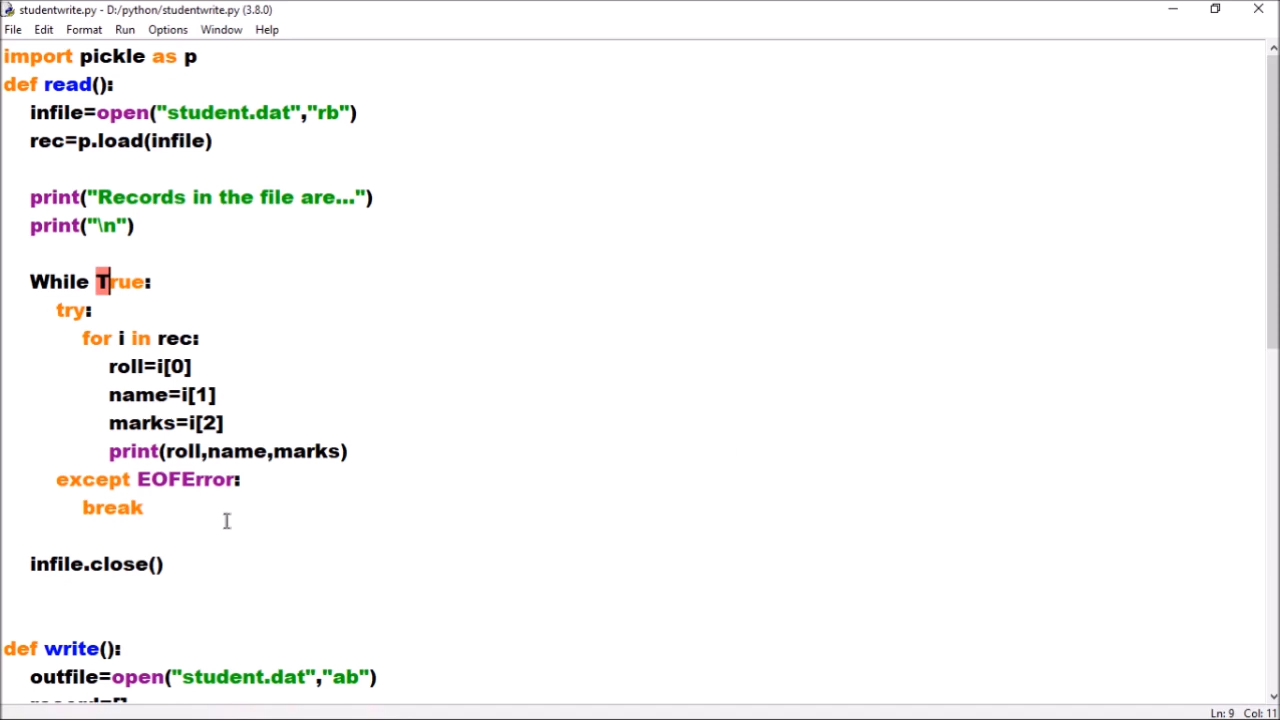 studentwrite.py - D:/python/studentwrite.py (3.8.0)
File Edit Format Run Options Window Help
import pickle as p
def read():
    infile=open("student.dat","rb")
    rec=p.load(infile)
    print("Records in the file are...")
    print("\n")
    While True:
        try:
            for i in rec:
                roll=i[0]
                name=i[1]
                marks=i[2]
                print(roll,name,marks)
        except EOFError:
            break
    infile.close()
def write():
    outfile=open("student.dat","ab")
    record=[]
Ln: 9 Col: 11